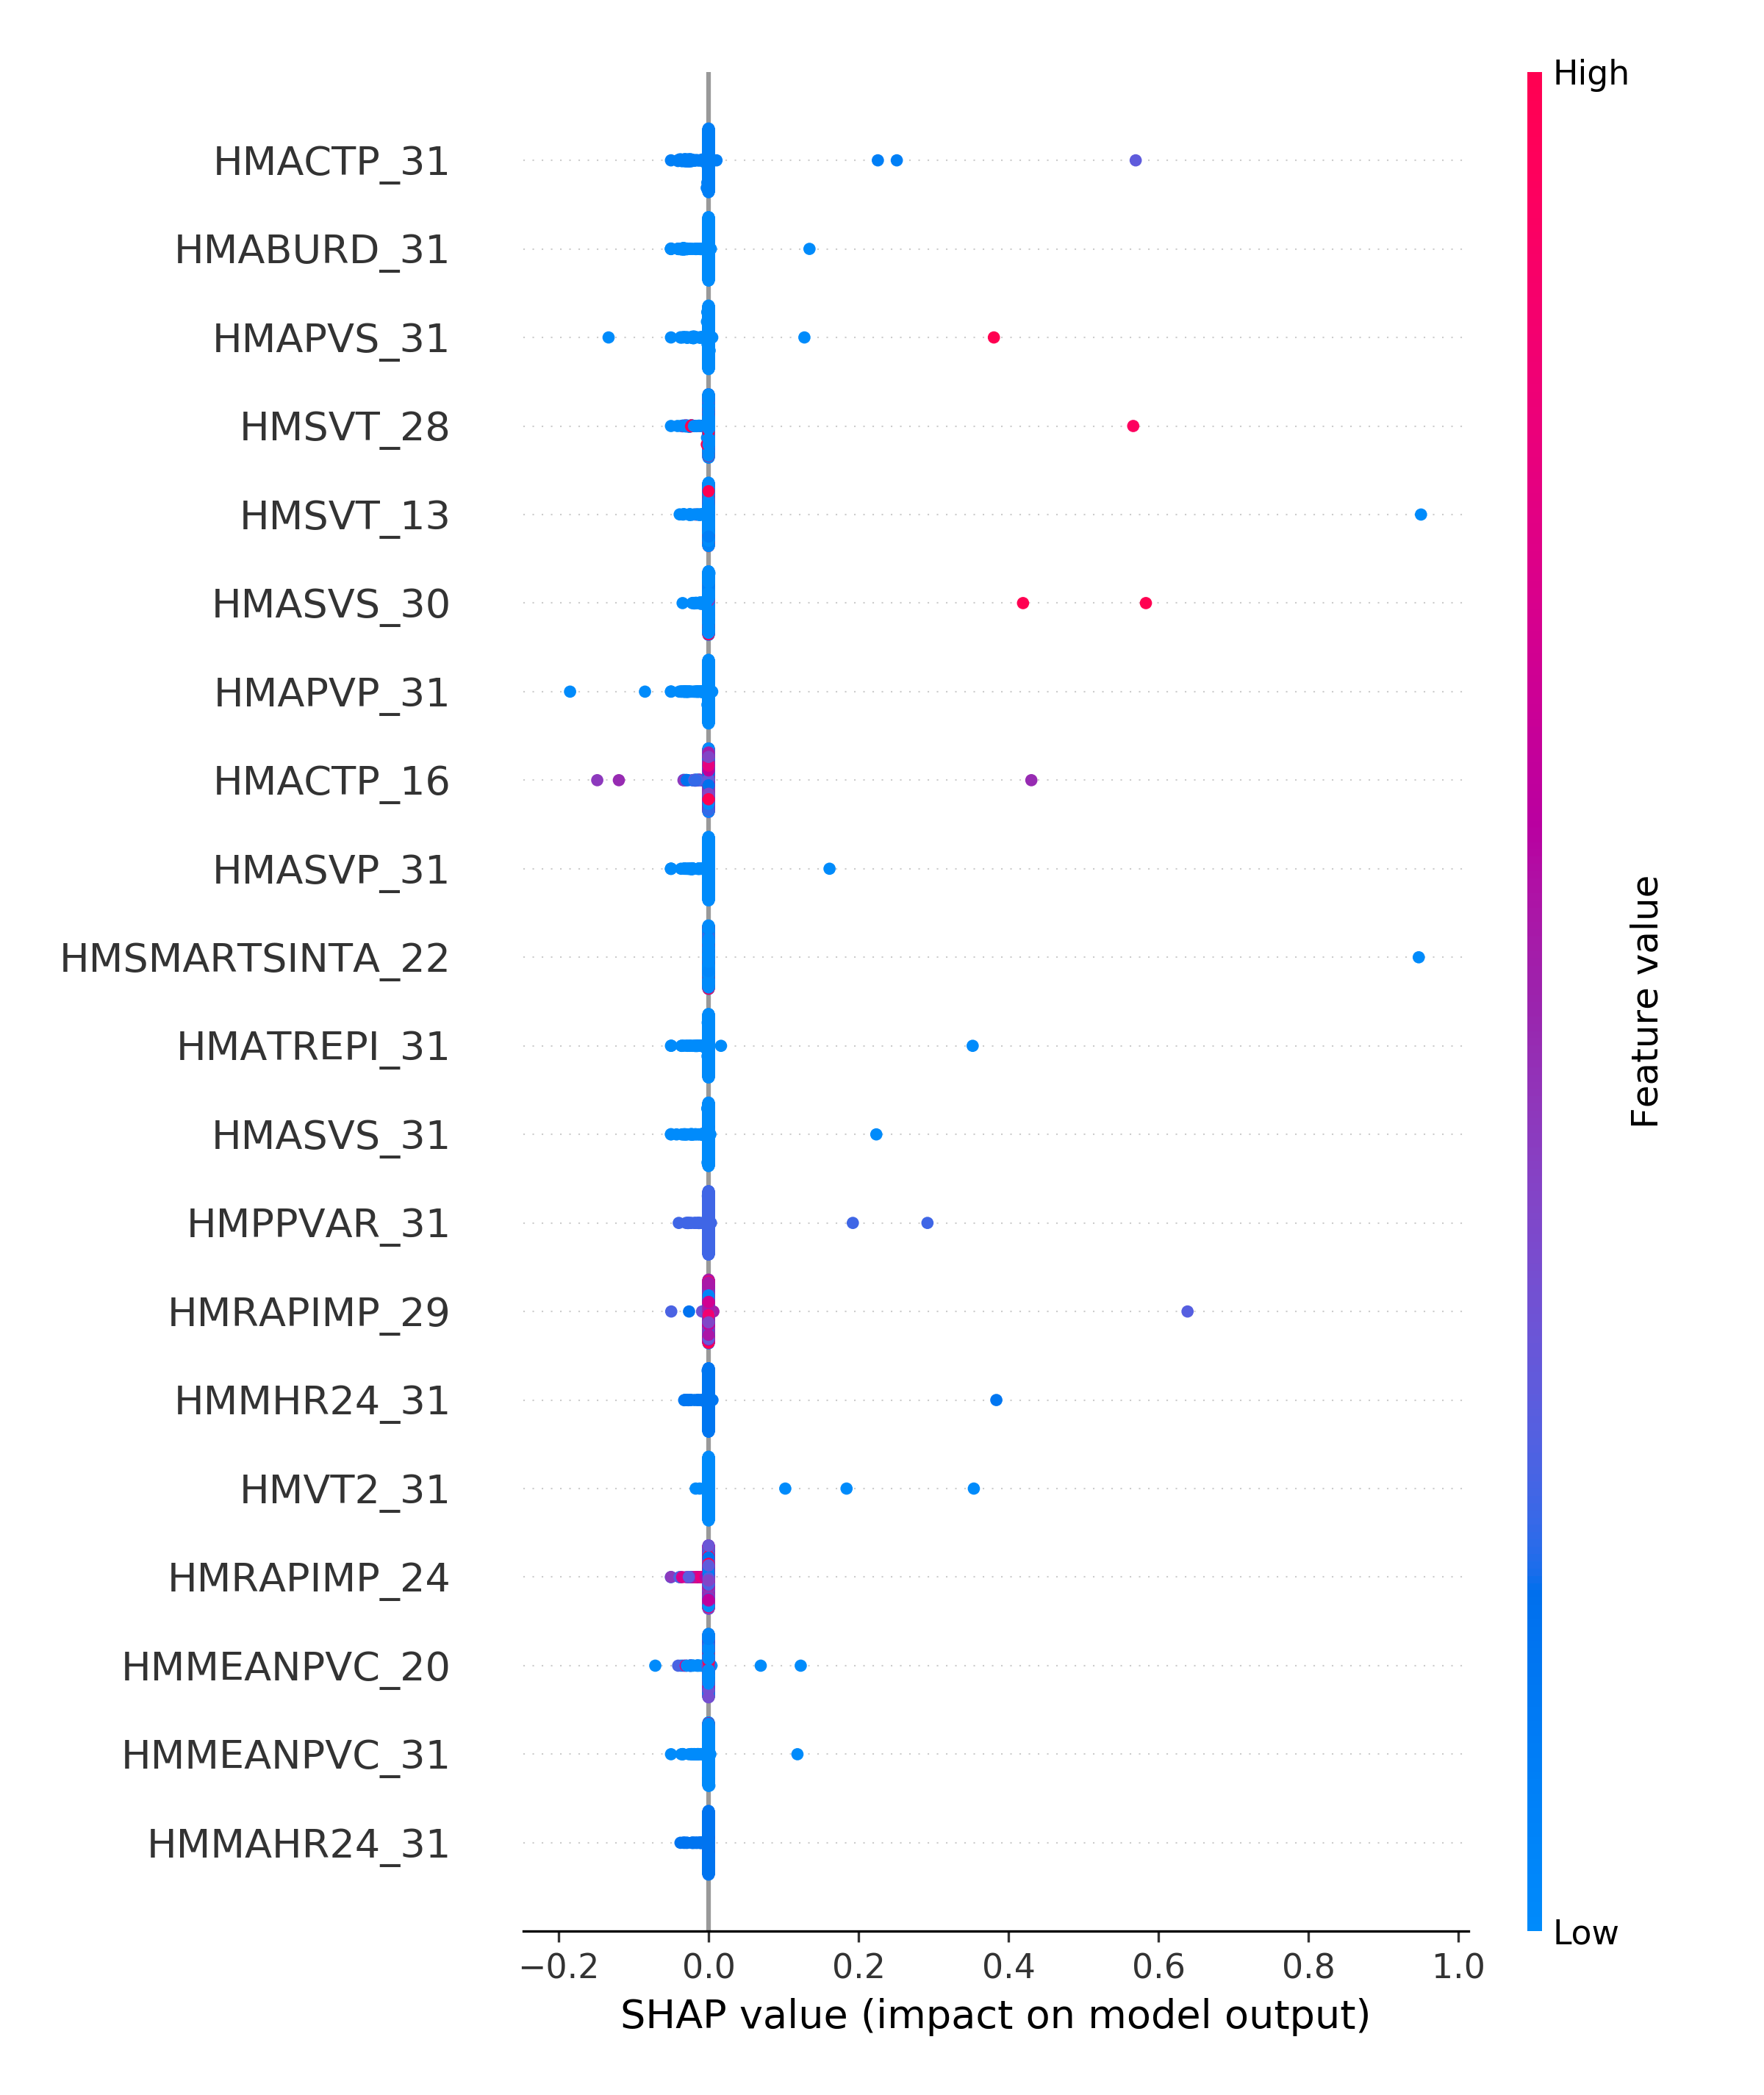 High
HMACTP_31
HMABURD_31
HMAPVS_31
HMSVT_28
HMSVT_13
HMASVS_30
HMAPVP_31
HMACTP_16
HMASVP_31
HMSMARTSINTA_22
HMATREPI_31
HMASVS_31
HMPPVAR_31
HMRAPIMP_29
HMMHR24_31
HMVT2_31
HMRAPIMP_24
HMMEANPVC_20
HMMEANPVC_31
HMMAHR24_31
Feature value
Low
−0.2 0.0 0.2 0.4 0.6 0.8 1.0
SHAP value (impact on model output)